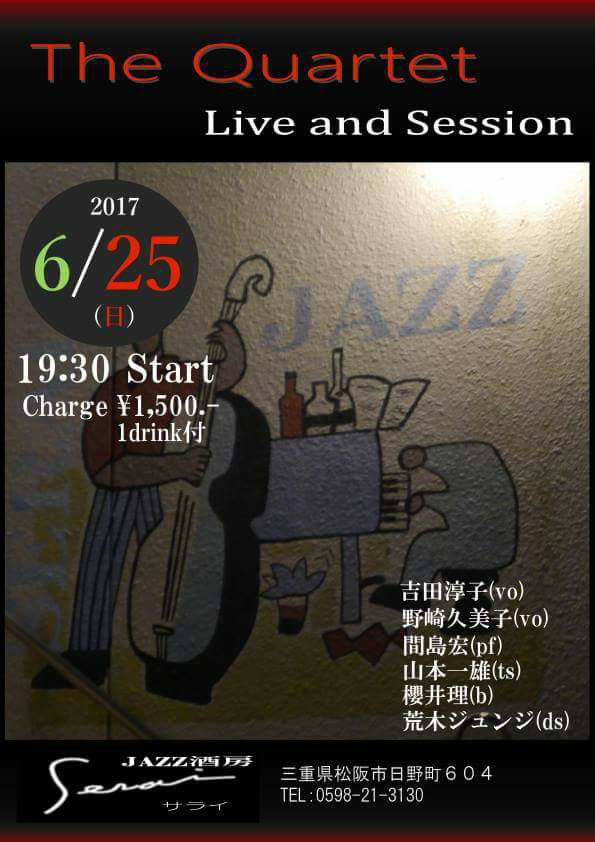 The Quartet
Live and Session
2017
6/25
(日)
JAZZ
19:30 Start
Charge ¥1,500.-
1drink付
吉田淳子(vo)
野崎久美子(vo)
間島宏(pf)
山本一雄(ts)
櫻井理(b)
荒木ジュンジ(ds)
JAZZ酒房
Serai
サライ
三重県松阪市日野町６０４
TEL:0598-21-3130